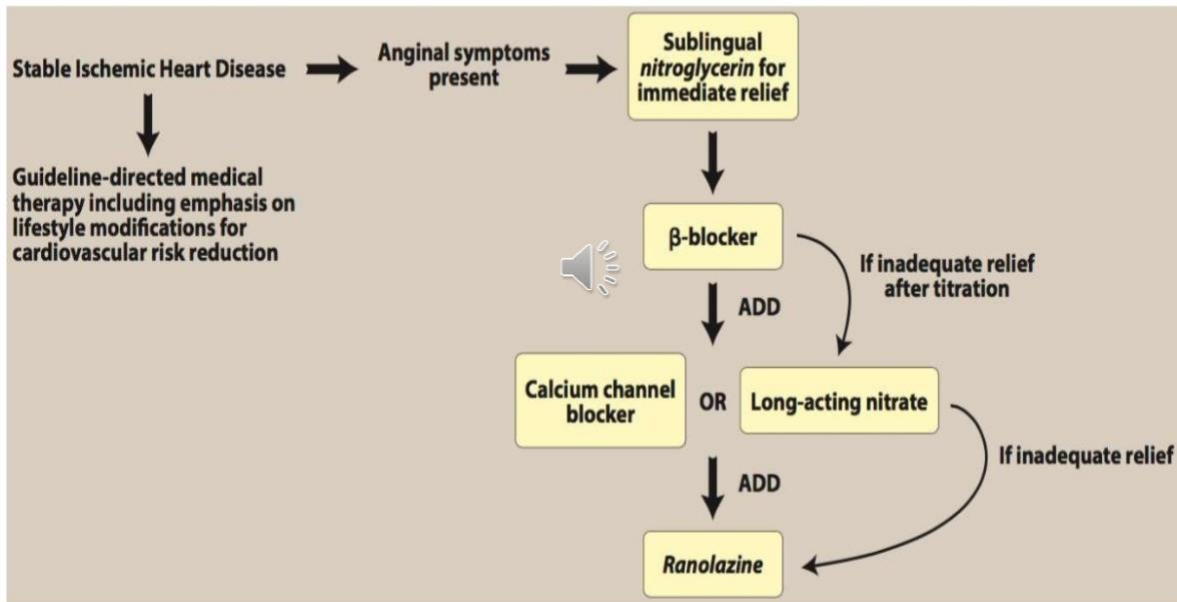 Stable Ischemic Heart Disease
Anginal symptoms
present
Sublingual
nitroglycerin for
immediate relief
Guideline-directed medical
therapy including emphasis on
lifestyle modifications for
cardiovascular risk reduction
β-blocker
If inadequate relief
after titration
ADD
Calcium channel
blocker
OR
Long-acting nitrate
If inadequate relief
ADD
Ranolazine